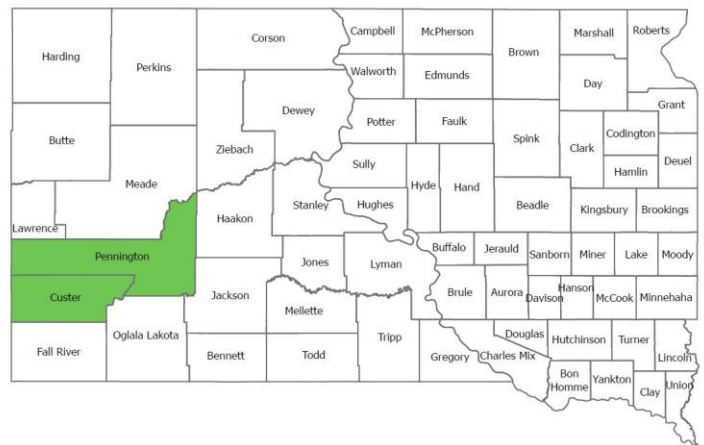 Harding
Perkins
Corson
Campbell
McPherson
Brown
Marshall
Roberts
Walworth
Edmunds
Day
Dewey
Grant
Butte
Potter
Faulk
Spink
Clark
Codington
Deuel
Ziebach
Hamlin
Meade
Sully
Hyde
Hand
Lawrence
Haakon
Stanley
Hughes
Beadle
Kingsbury
Brookings
Pennington
Jones
Lyman
Buffalo
Jerauld
Sanborn
Miner
Lake
Moody
Custer
Jackson
Brule
Aurora
Davison
Hanson
McCook
Minnehaha
Mellette
Fall River
Oglala Lakota
Bennett
Todd
Tripp
Gregory
Charles Mix
Douglas
Hutchinson
Turner
Lincoln
Bon
Homme
Yankton
Clay
Union